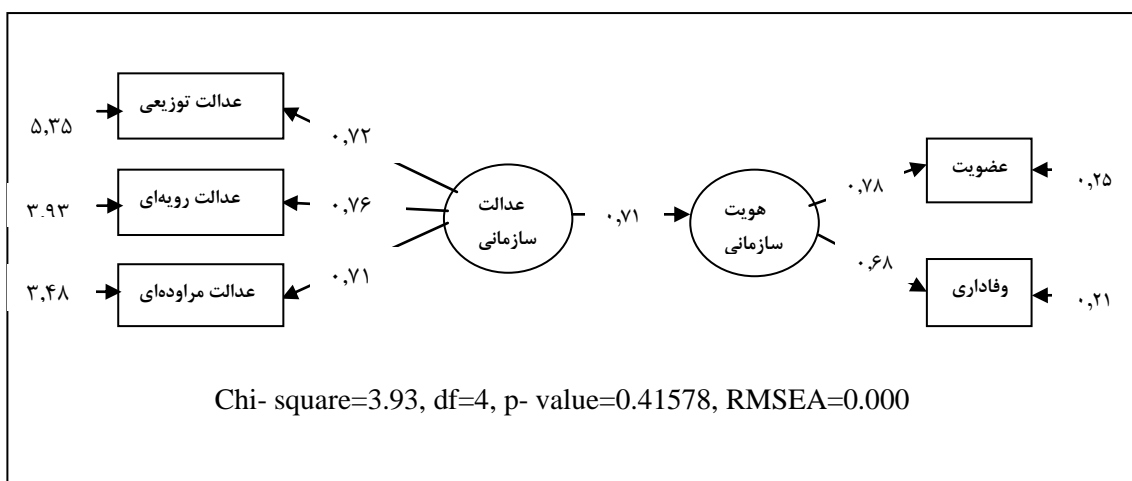 عدالت توزیعی
۵,۳۵
۰,۷۲
عدالت رویه‌ای
۳,۹۳
۰,۷۶
عدالت مراوده‌ای
۳,۴۸
۰,۷۱
عدالت
سازمانی
۰,۷۱
هویت
سازمانی
۰,۷۸
عضویت
۰,۲۵
۰,۶۸
وفاداری
۰,۲۱
Chi- square=3.93, df=4, p- value=0.41578, RMSEA=0.000